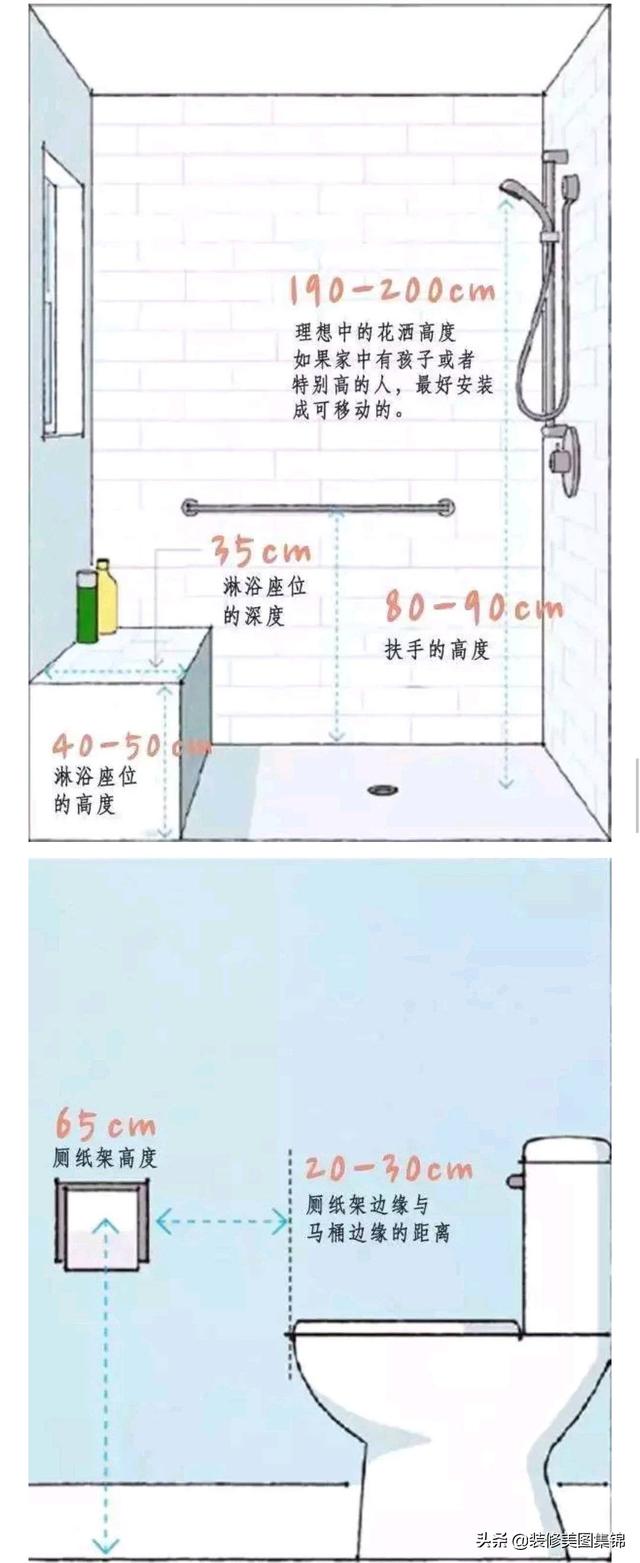 190-200cm
理想中的花洒高度
如果家中有孩子或者
特别高的人，最好安装
成可移动的。
35cm
淋浴座位
的深度
80-90cm
扶手的高度
40-50cm
淋浴座位
的高度
65cm
厕纸架高度
20-30cm
厕纸架边缘与
马桶边缘的距离
头条 @装修美图集锦